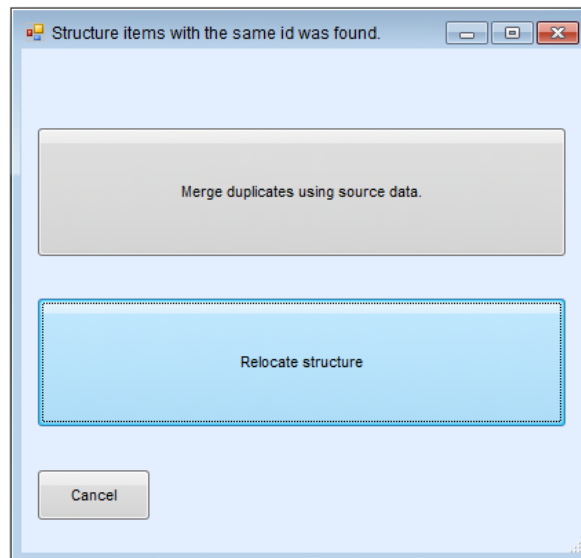 Structure items with the same id was found.
Merge duplicates using source data.
Relocate structure
Cancel